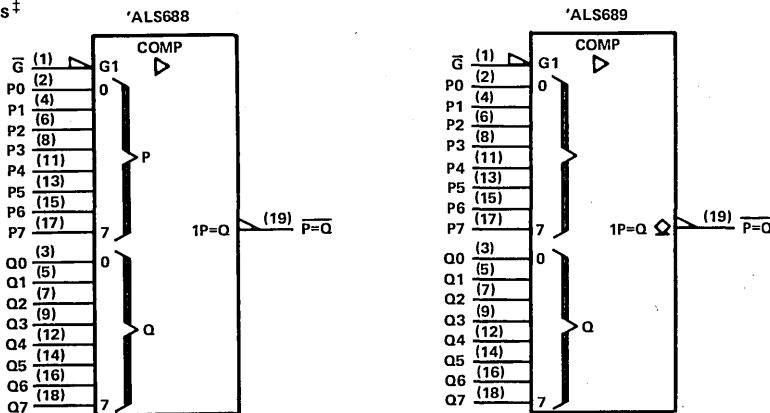 s‡
'ALS688
COMP
G̅ (1) G1
P0 (2) 0
P1 (4)
P2 (6)
P3 (8)
P
P4 (11)
P5 (13)
P6 (15)
P7 (17) 7
1P=Q (19) P̅=̅Q̅
Q0 (3) 0
Q1 (5)
Q2 (7)
Q3 (9)
Q
Q4 (12)
Q5 (14)
Q6 (16)
Q7 (18) 7
'ALS689
COMP
G̅ (1) G1
P0 (2) 0
P1 (4)
P2 (6)
P3 (8)
P4 (11)
P5 (13)
P6 (15)
P7 (17) 7
1P=Q (19) P̅=̅Q̅
Q0 (3) 0
Q1 (5)
Q2 (7)
Q3 (9)
Q
Q4 (12)
Q5 (14)
Q6 (16)
Q7 (18) 7